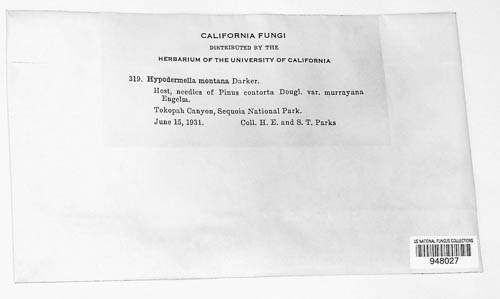 CALIFORNIA FUNGI
DISTRIBUTED BY THE
HERBARIUM OF THE UNIVERSITY OF CALIFORNIA
319. Hypodermella montana Darker.
Host, needles of Pinus contorta Dougl. var. murrayana
Engelm.
Tokopah Canyon, Sequoia National Park.
June 15, 1931. Coll. H. E. and S. T. Parks
US NATIONAL FUNGUS COLLECTIONS
948027